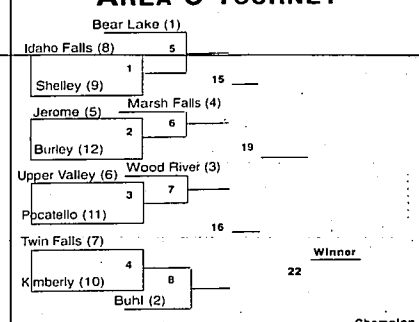 AREA C TOURNEY
Bear Lake (1)
Idaho Falls (8)
5
1
Shelley (9)
15
Jerome (5)
Marsh Falls (4)
2
6
Burley (12)
19
Upper Valley (6)
Wood River (3)
3
7
Pocatello (11)
16
Twin Falls (7)
Winner
4
22
Kimberly (10)
8
Buhl (2)
Champion